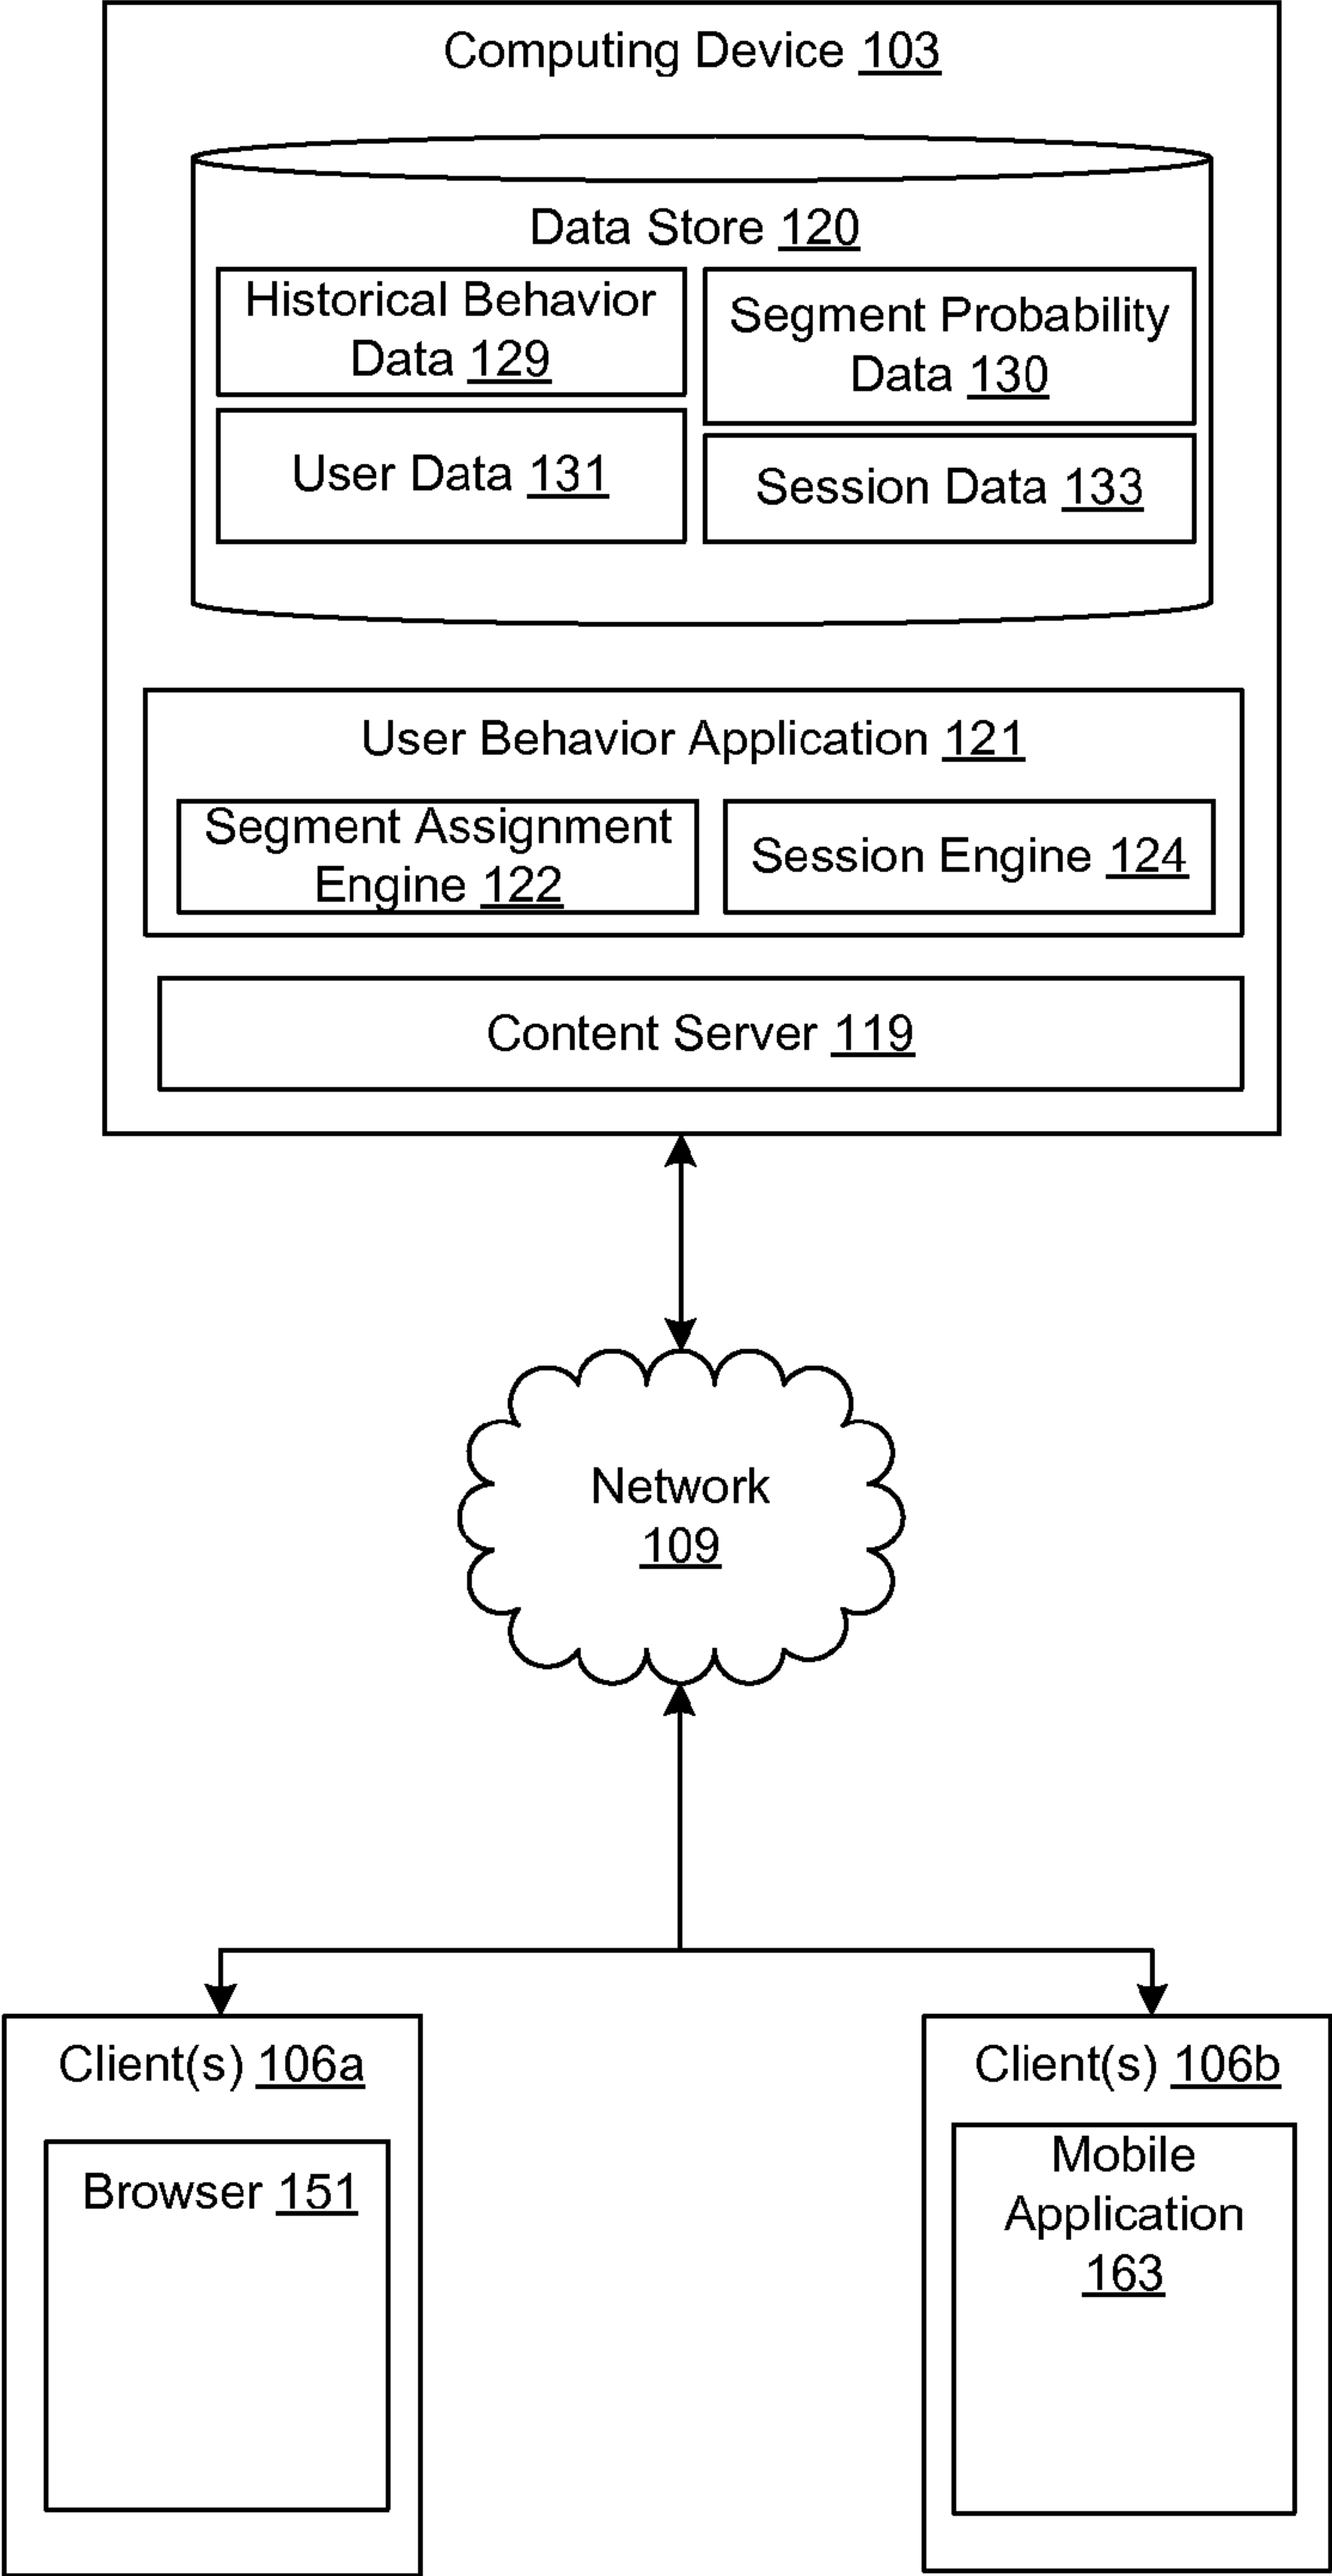 Computing Device 103
Data Store 120
Historical Behavior
Data 129
Segment Probability
Data 130
User Data 131
Session Data 133
User Behavior Application 121
Segment Assignment
Engine 122
Session Engine 124
Content Server 119
Network
109
Client(s) 106a
Browser 151
Client(s) 106b
Mobile
Application
163